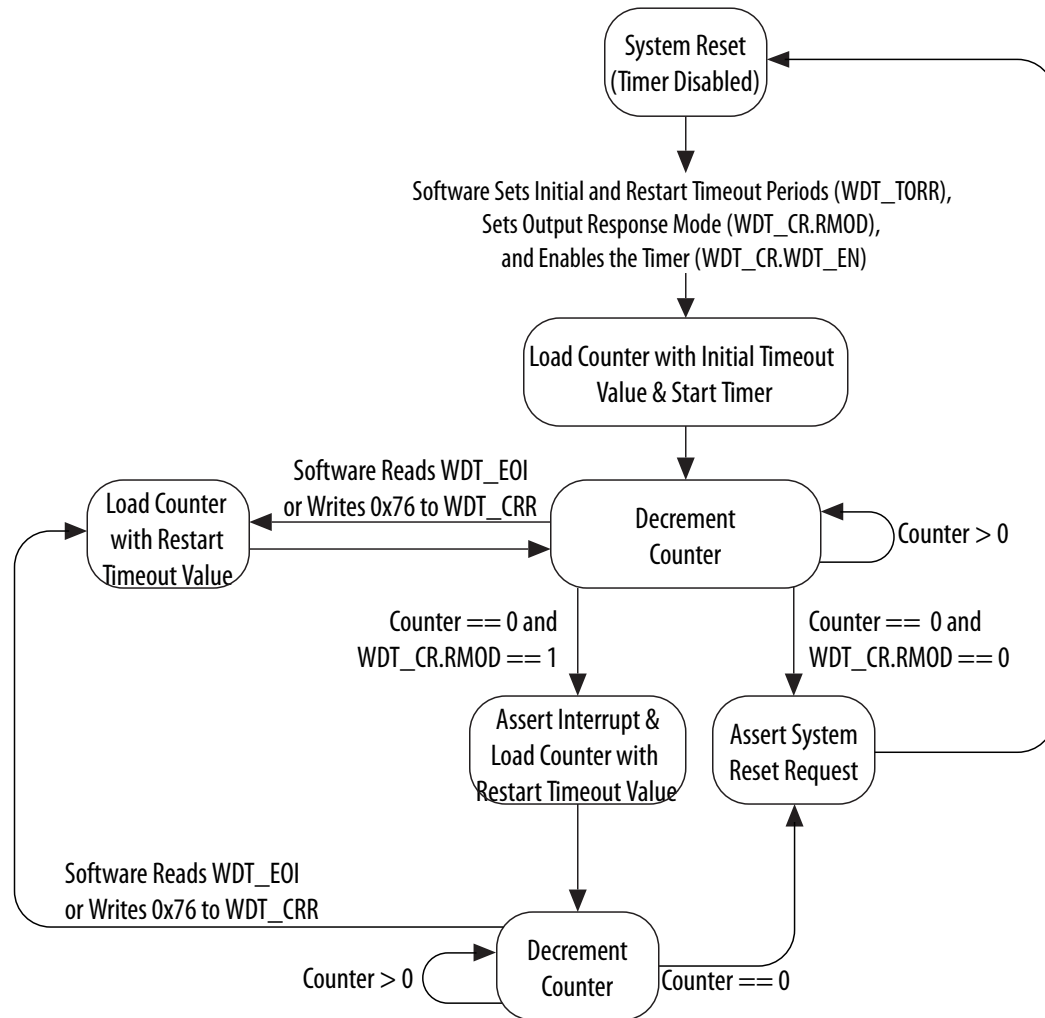 System Reset
(Timer Disabled)
Software Sets Initial and Restart Timeout Periods (WDT_TORR),
Sets Output Response Mode (WDT_CR.RMOD),
and Enables the Timer (WDT_CR.WDT_EN)
Load Counter with Initial Timeout
Value & Start Timer
Software Reads WDT_EOI
or Writes 0x76 to WDT_CRR
Load Counter
with Restart
Timeout Value
Decrement
Counter
Counter > 0
Counter == 0 and
WDT_CR.RMOD == 1
Counter == 0 and
WDT_CR.RMOD == 0
Assert Interrupt &
Load Counter with
Restart Timeout Value
Assert System
Reset Request
Software Reads WDT_EOI
or Writes 0x76 to WDT_CRR
Counter > 0
Decrement
Counter
Counter == 0